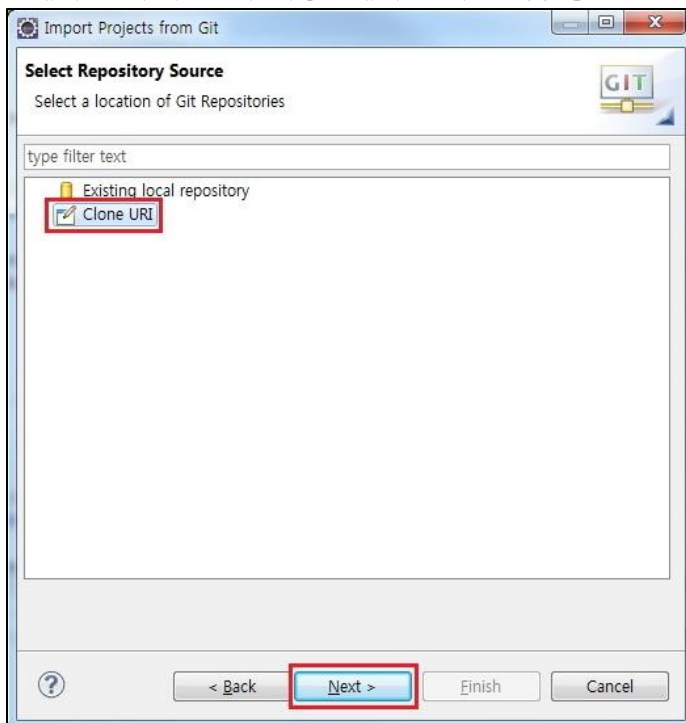 Import Projects from Git
Select Repository Source
Select a location of Git Repositories
GIT
type filter text
Existing local repository
Clone URI
?
< Back
Next >
Finish
Cancel